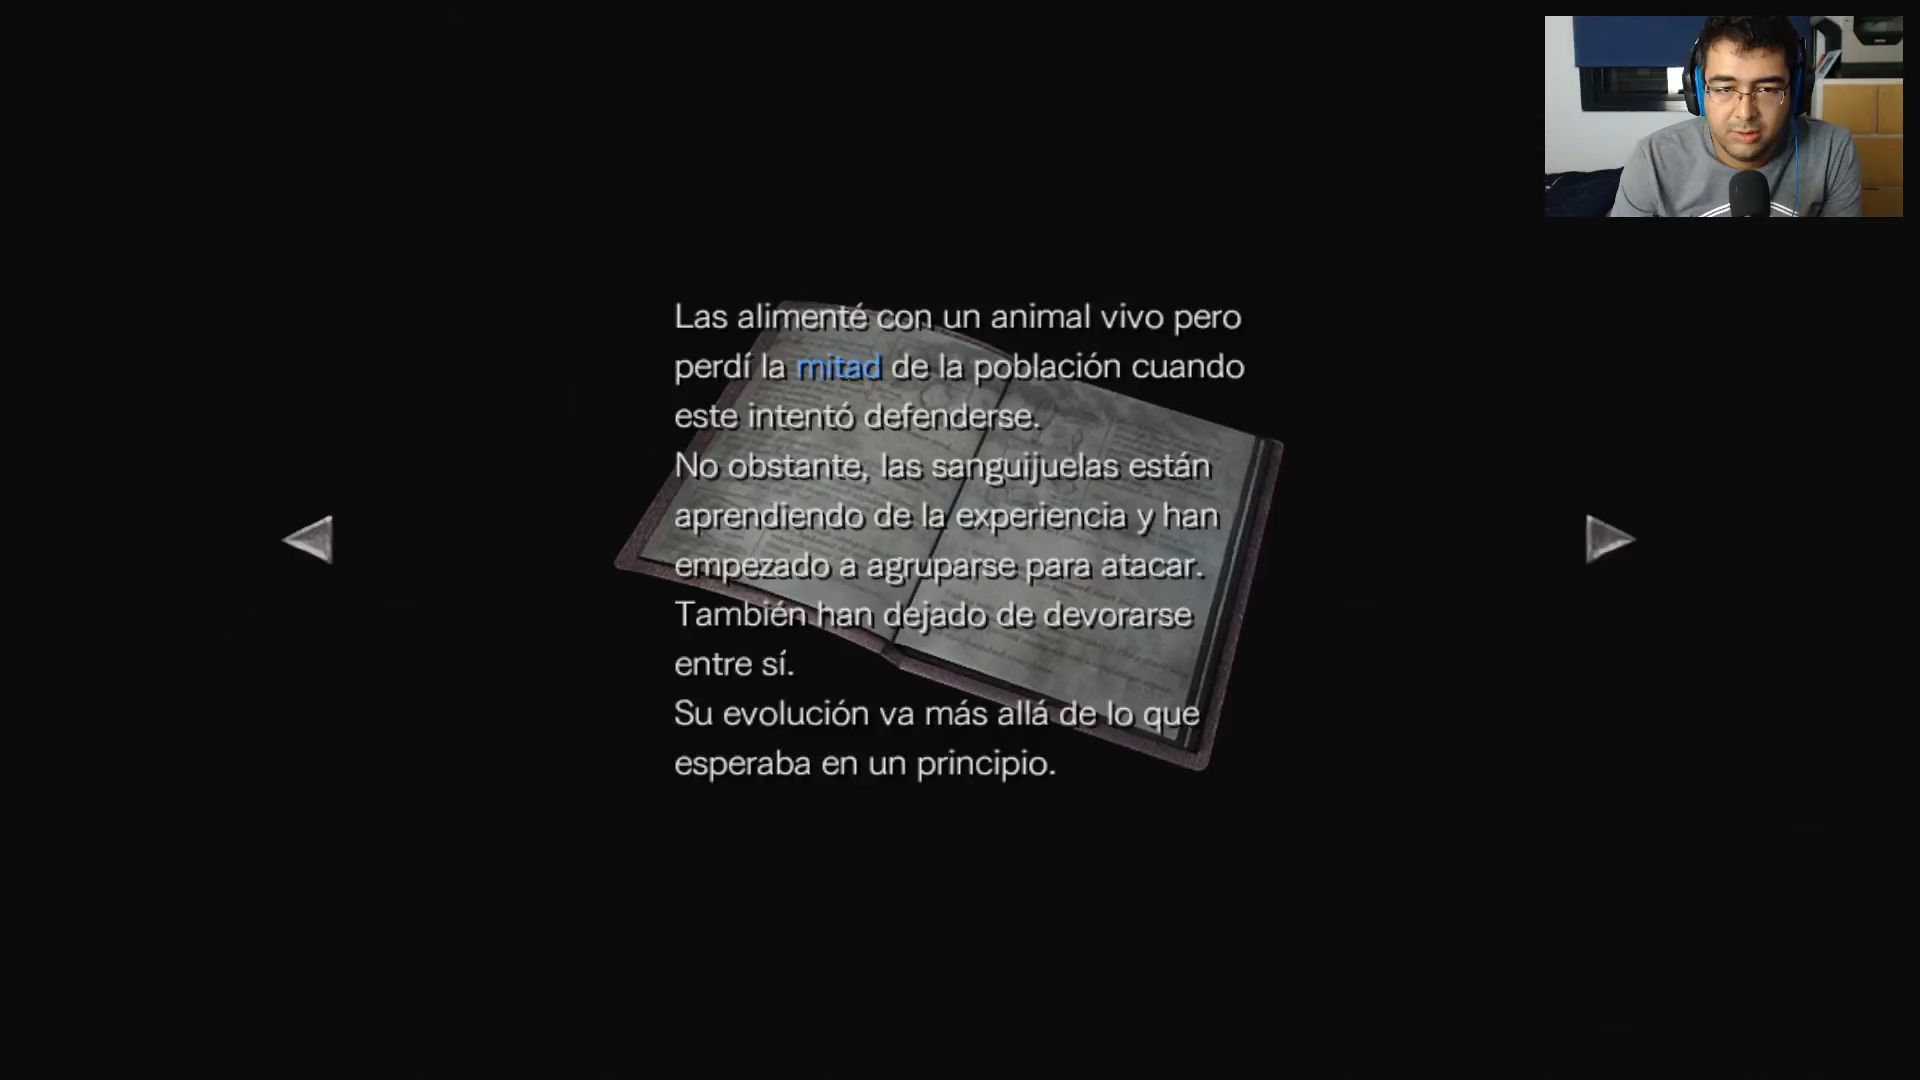 Las alimenté con un animal vivo pero
perdí la mitad de la población cuando
este intentó defenderse.
No obstante, las sanguijuelas están
aprendiendo de la experiencia y han
empezado a agruparse para atacar.
También han dejado de devorarse
entre sí.
Su evolución va más allá de lo que
esperaba en un principio.